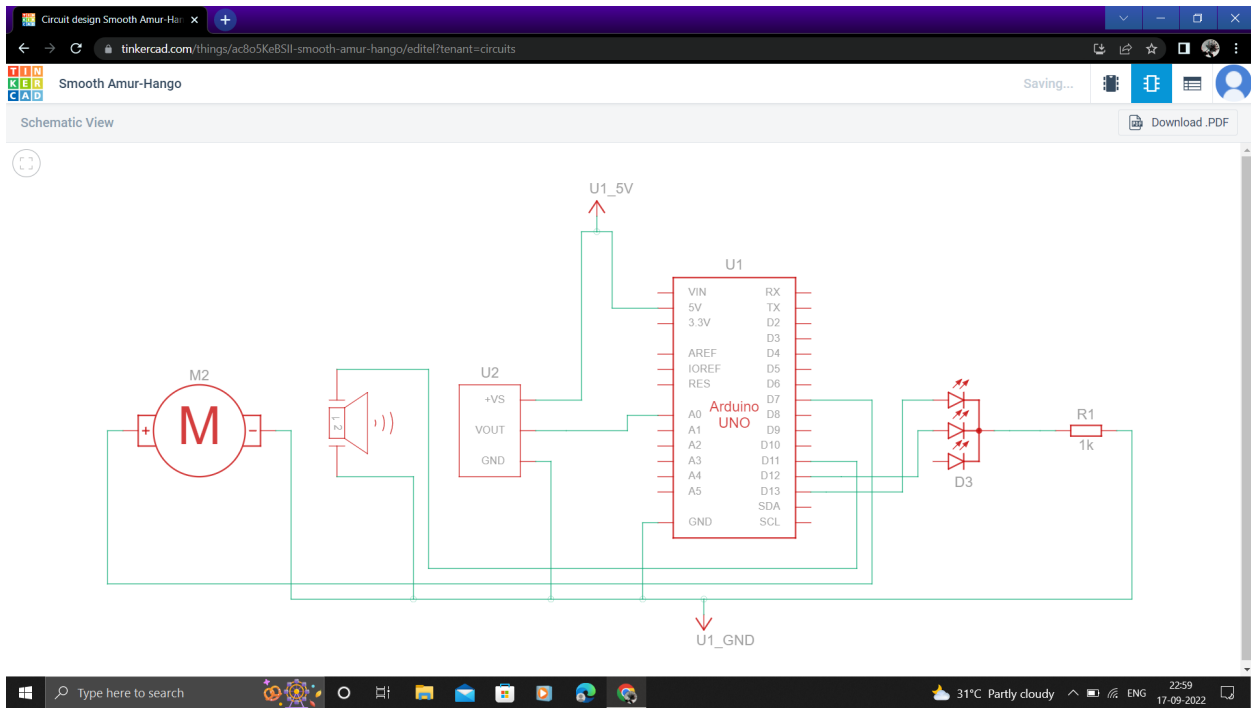 Circuit design Smooth Amur-Han
tinkercad.com/things/ac8o5KeBSII-smooth-amur-hango/editel?tenant=circuits
TIN
KER
CAD
Smooth Amur-Hango
Saving...
Schematic View
Download .PDF
U1_5V
U1
VIN RX
5V TX
3.3V D2
D3
AREF D4
IOREF D5
RES D6
D7
A0 D8
A1 D9
A2 D10
A3 D11
A4 D12
A5 D13
SDA
GND SCL
Arduino
UNO
M2
M
+ -
1 2
U2
+VS
VOUT
GND
D3
R1
1k
U1_GND
Type here to search
31°C Partly cloudy
ENG
22:59
17-09-2022